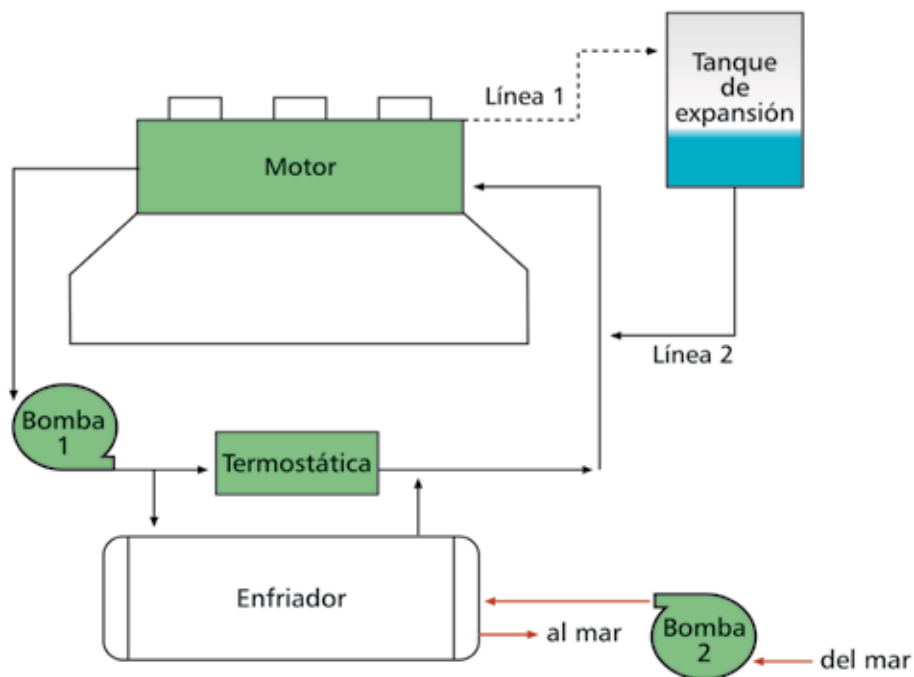 Línea 1
Tanque
de
expansión
Motor
Línea 2
Bomba
1
Termostática
Enfriador
al mar
Bomba
2
del mar